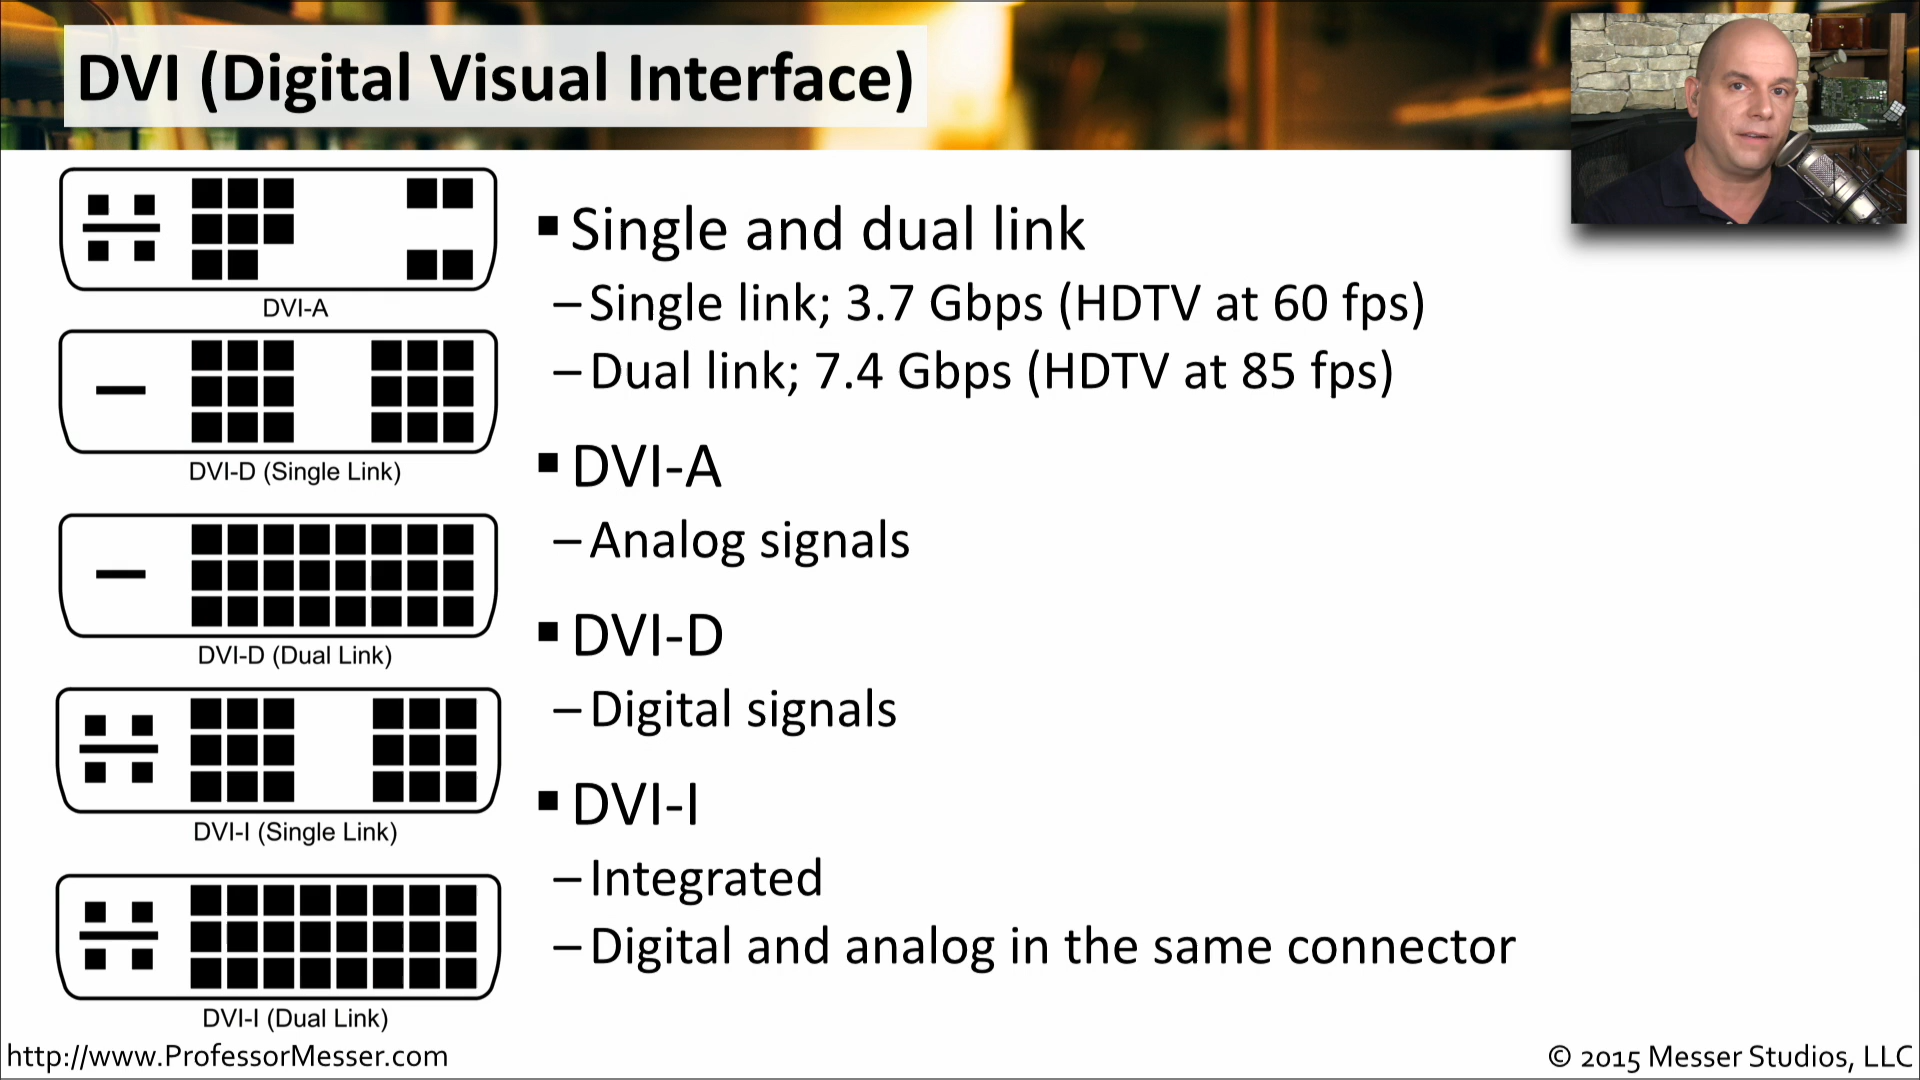 DVI (Digital Visual Interface)
DVI-A
DVI-D (Single Link)
DVI-D (Dual Link)
DVI-I (Single Link)
DVI-I (Dual Link)
▪ Single and dual link
– Single link; 3.7 Gbps (HDTV at 60 fps)
– Dual link; 7.4 Gbps (HDTV at 85 fps)
▪ DVI-A
– Analog signals
▪ DVI-D
– Digital signals
▪ DVI-I
– Integrated
– Digital and analog in the same connector
http://www.ProfessorMesser.com
© 2015 Messer Studios, LLC